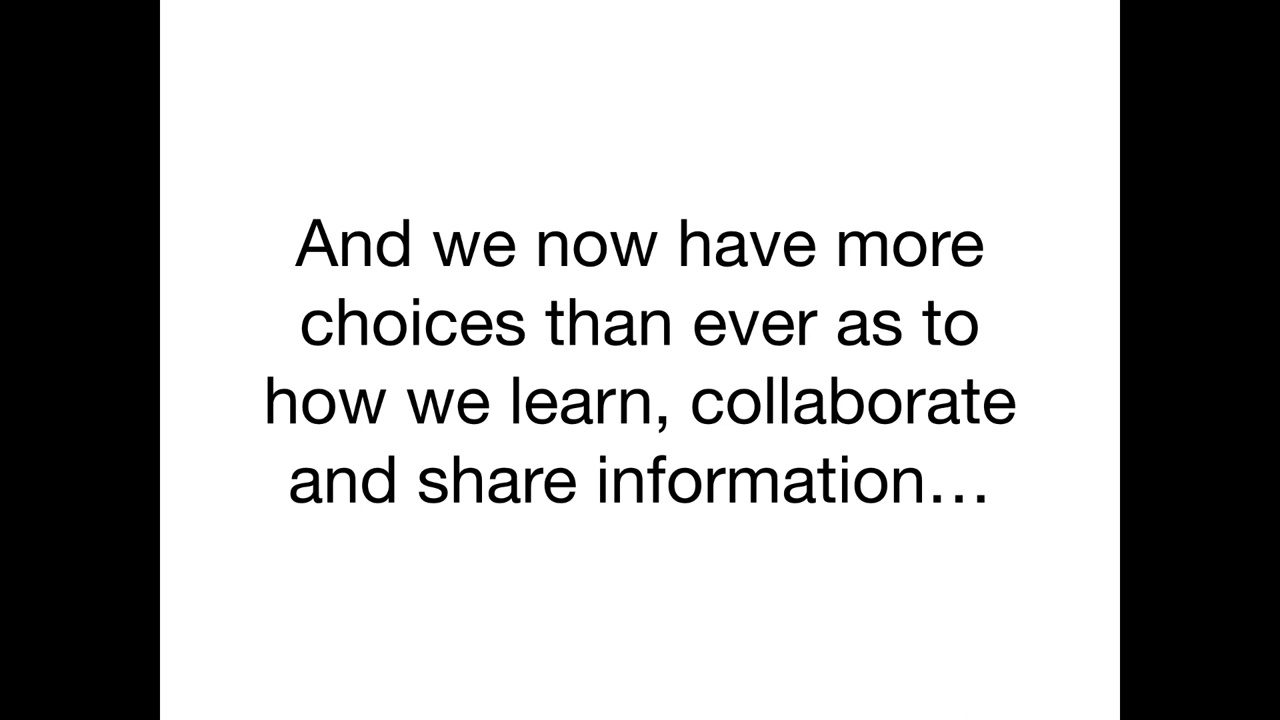 And we now have more
choices than ever as to
how we learn, collaborate
and share information…